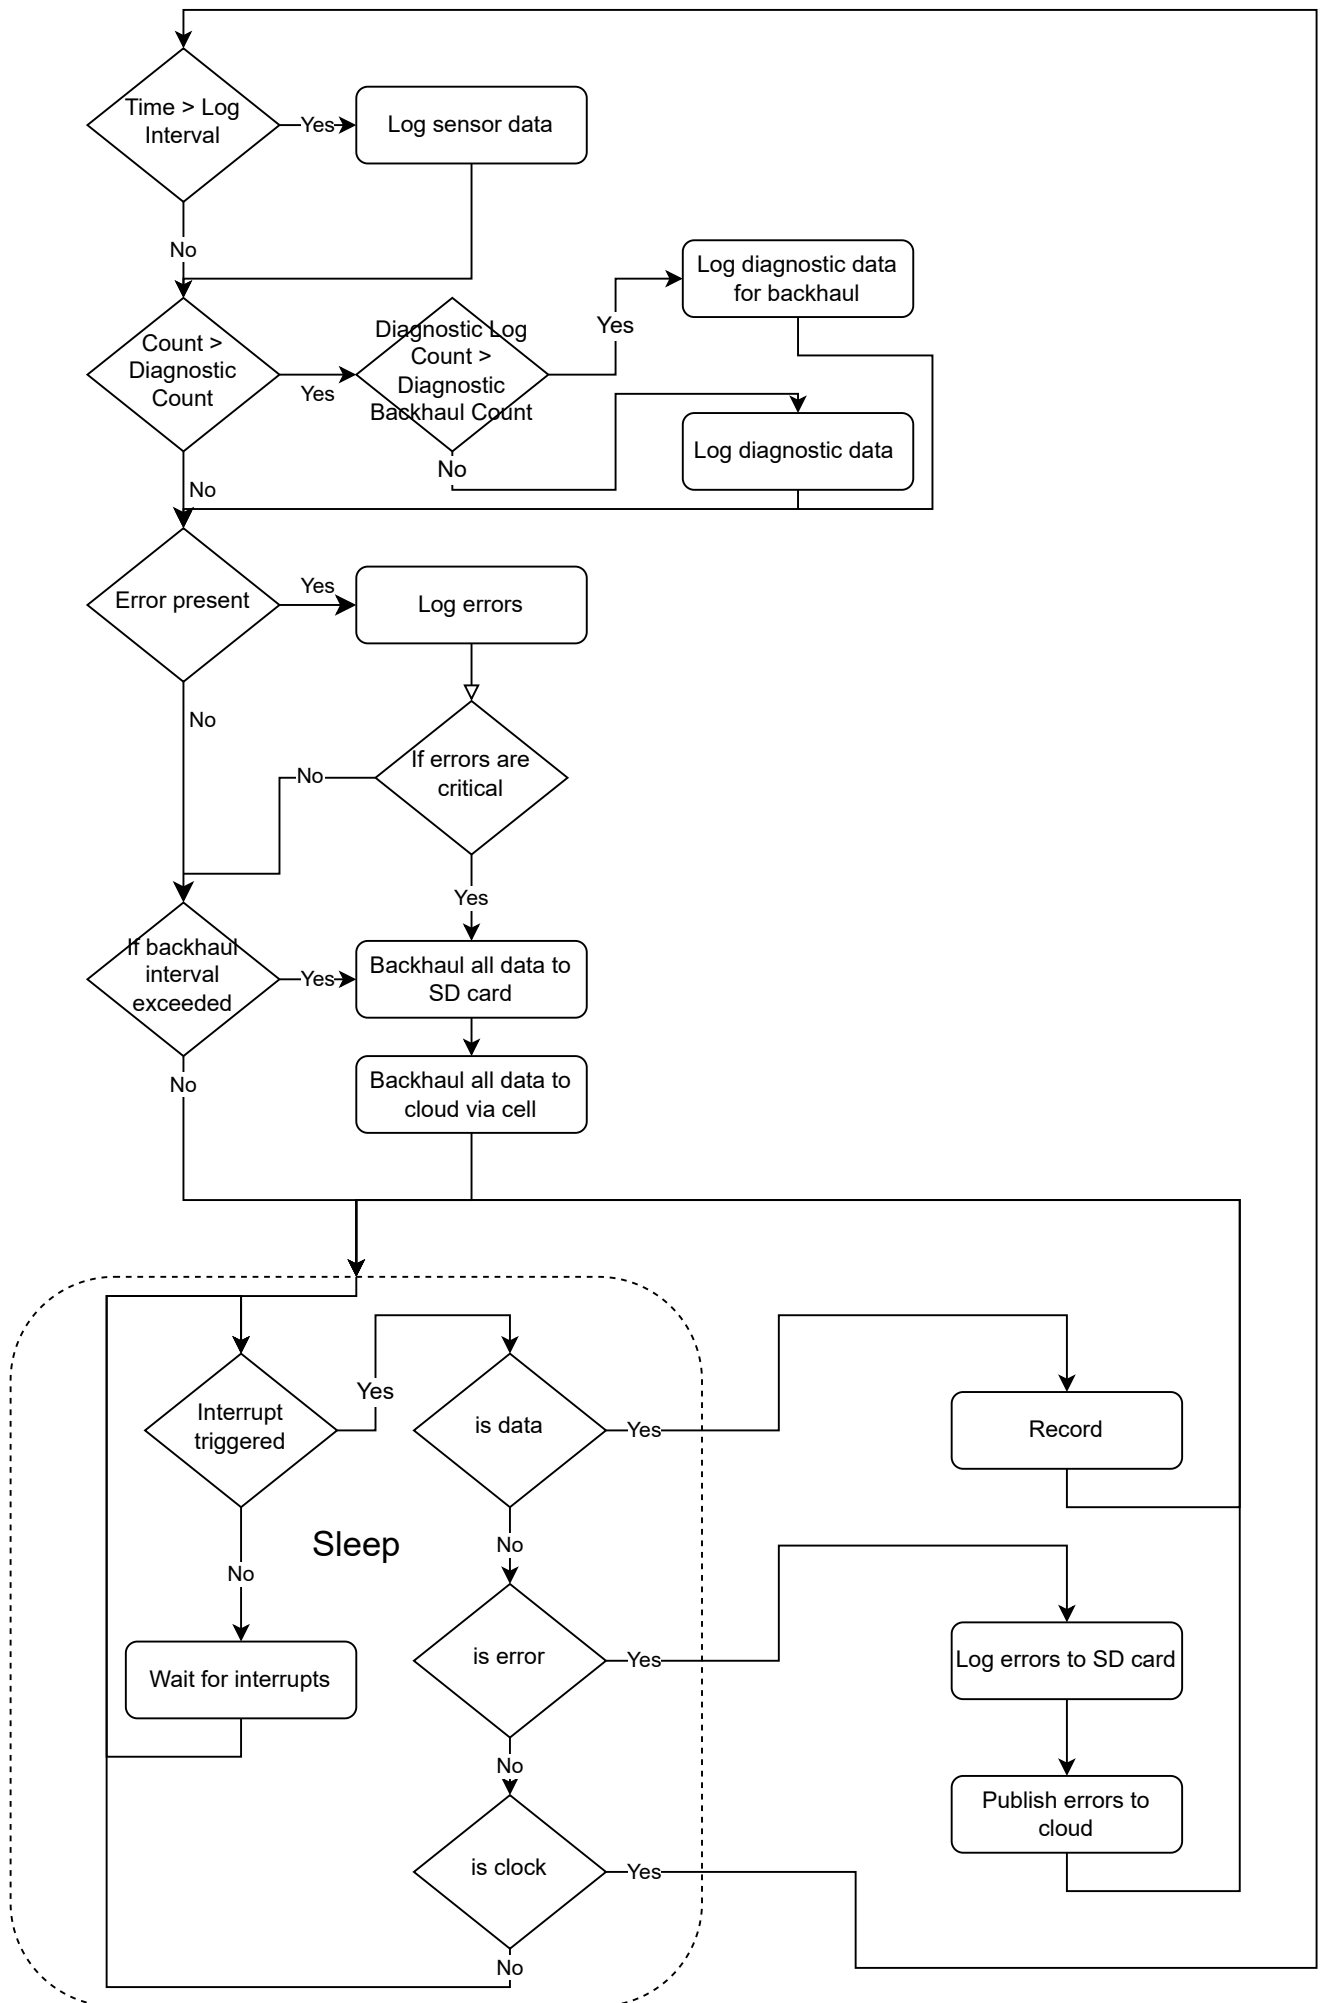 Time > Log
Interval
Yes
Log sensor data
No
Log diagnostic data
for backhaul
Count >
Diagnostic
Count
Yes
Diagnostic Log
Count >
Diagnostic
Backhaul Count
Yes
No
Log diagnostic data
No
Error present
Yes
Log errors
No
If errors are
critical
No
Yes
If backhaul
interval
exceeded
Yes
Backhaul all data to
SD card
No
Backhaul all data to
cloud via cell
Interrupt
triggered
Yes
is data
Yes
Record
Sleep
No
No
Wait for interrupts
is error
Yes
Log errors to SD card
No
Publish errors to
cloud
is clock
Yes
No